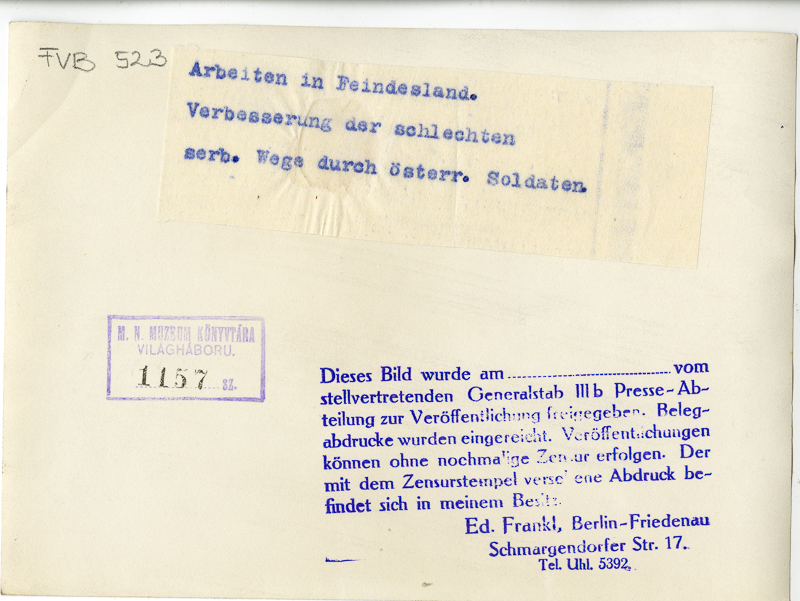 FVB 523
Arbeiten in Feindesland.
Verbesserung der schlechten
serb. Wege durch österr. Soldaten.
M. N. MUZEUM KÖNYVTÁRA
VILÁGHÁBORU.
1157 SZ.
Dieses Bild wurde am vom
stellvertretenden Generalstab III b Presse-Ab-
teilung zur Veröffentlichung freigegeben. Beleg-
abdrucke wurden eingereicht. Veröffentlichungen
können ohne nochmalige Zensur erfolgen. Der
mit dem Zensurstempel versehene Abdruck be-
findet sich in meinem Besitz.
Ed. Frankl, Berlin-Friedenau
Schmargendorfer Str. 17.
Tel. Uhl. 5392.